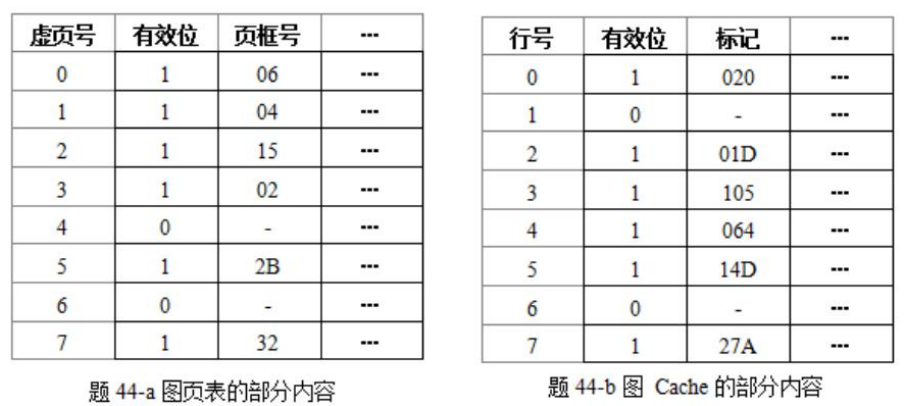 虚页号 有效位 页框号 ...
0 1 06 ...
1 1 04 ...
2 1 15 ...
3 1 02 ...
4 0 - ...
5 1 2B ...
6 0 - ...
7 1 32 ...
题 44-a 图页表的部分内容
行号 有效位 标记 ...
0 1 020 ...
1 0 - ...
2 1 01D ...
3 1 105 ...
4 1 064 ...
5 1 14D ...
6 0 - ...
7 1 27A ...
题 44-b 图 Cache 的部分内容